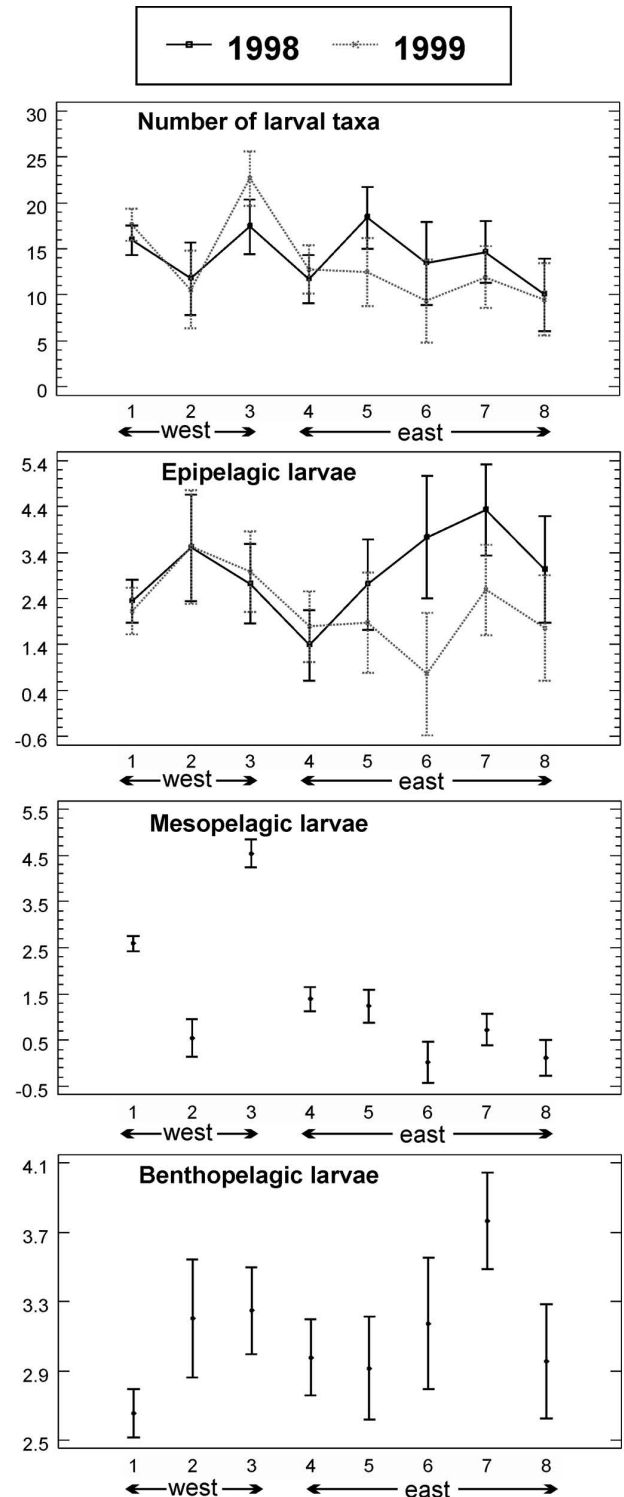 1998 1999
Number of larval taxa
30
25
20
15
10
5
0
1 2 3 4 5 6 7 8
west east
Epipelagic larvae
5.4
4.4
3.4
2.4
1.4
0.4
-0.6
1 2 3 4 5 6 7 8
west east
Mesopelagic larvae
5.5
4.5
3.5
2.5
1.5
0.5
-0.5
1 2 3 4 5 6 7 8
west east
Benthopelagic larvae
4.1
3.7
3.3
2.9
2.5
1 2 3 4 5 6 7 8
west east